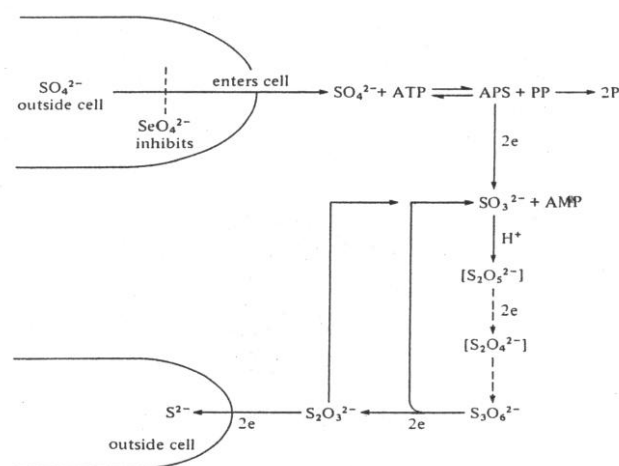 SO₄²⁻
outside cell
enters cell
SeO₄²⁻
inhibits
SO₄²⁻ + ATP ⇌ APS + PP → 2P
2e
SO₃²⁻ + AMP
H⁺
[S₂O₅²⁻]
2e
[S₂O₄²⁻]
S²⁻
2e
S₂O₃²⁻
2e
S₃O₆²⁻
outside cell